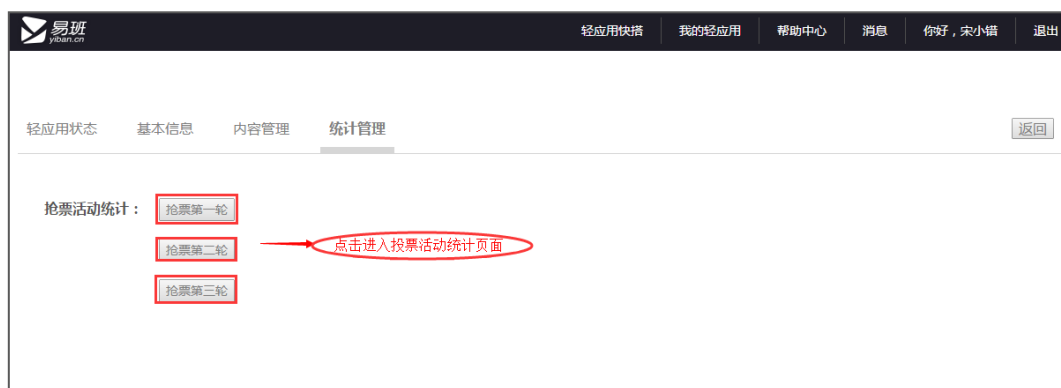 易班
yiban.cn
轻应用快搭 我的轻应用 帮助中心 消息 你好，宋小错 退出
轻应用状态 基本信息 内容管理 统计管理 返回
抢票活动统计： 抢票第一轮
抢票第二轮 点击进入投票活动统计页面
抢票第三轮